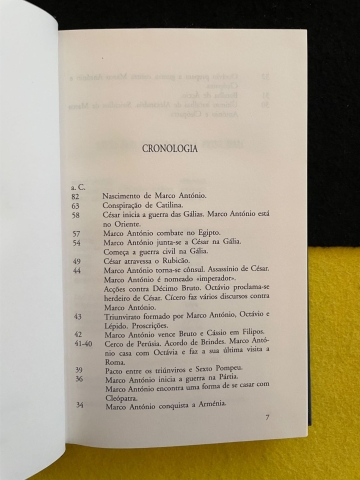 CRONOLOGIA
a. C.
82 Nascimento de Marco António.
63 Conspiração de Catilina.
58 César inicia a guerra das Gálias. Marco António está
no Oriente.
57 Marco António combate no Egipto.
54 Marco António junta-se a César na Gália.
Começa a guerra civil na Gália.
49 César atravessa o Rubicão.
44 Marco António torna-se cônsul. Assassínio de César.
Marco António é nomeado «imperador».
Acções contra Décimo Bruto. Octávio proclama-se
herdeiro de César. Cícero faz vários discursos contra
Marco António.
43 Triunvirato formado por Marco António, Octávio e
Lépido. Proscrições.
42 Marco António vence Bruto e Cássio em Filipos.
41-40 Cerco de Perúsia. Acordo de Brindes. Marco Antó-
nio casa com Octávia e faz a sua última visita a
Roma.
39 Pacto entre os triúnviros e Sexto Pompeu.
36 Marco António inicia a guerra na Pártia.
Marco António encontra uma forma de se casar com
Cleópatra.
34 Marco António conquista a Arménia.
7